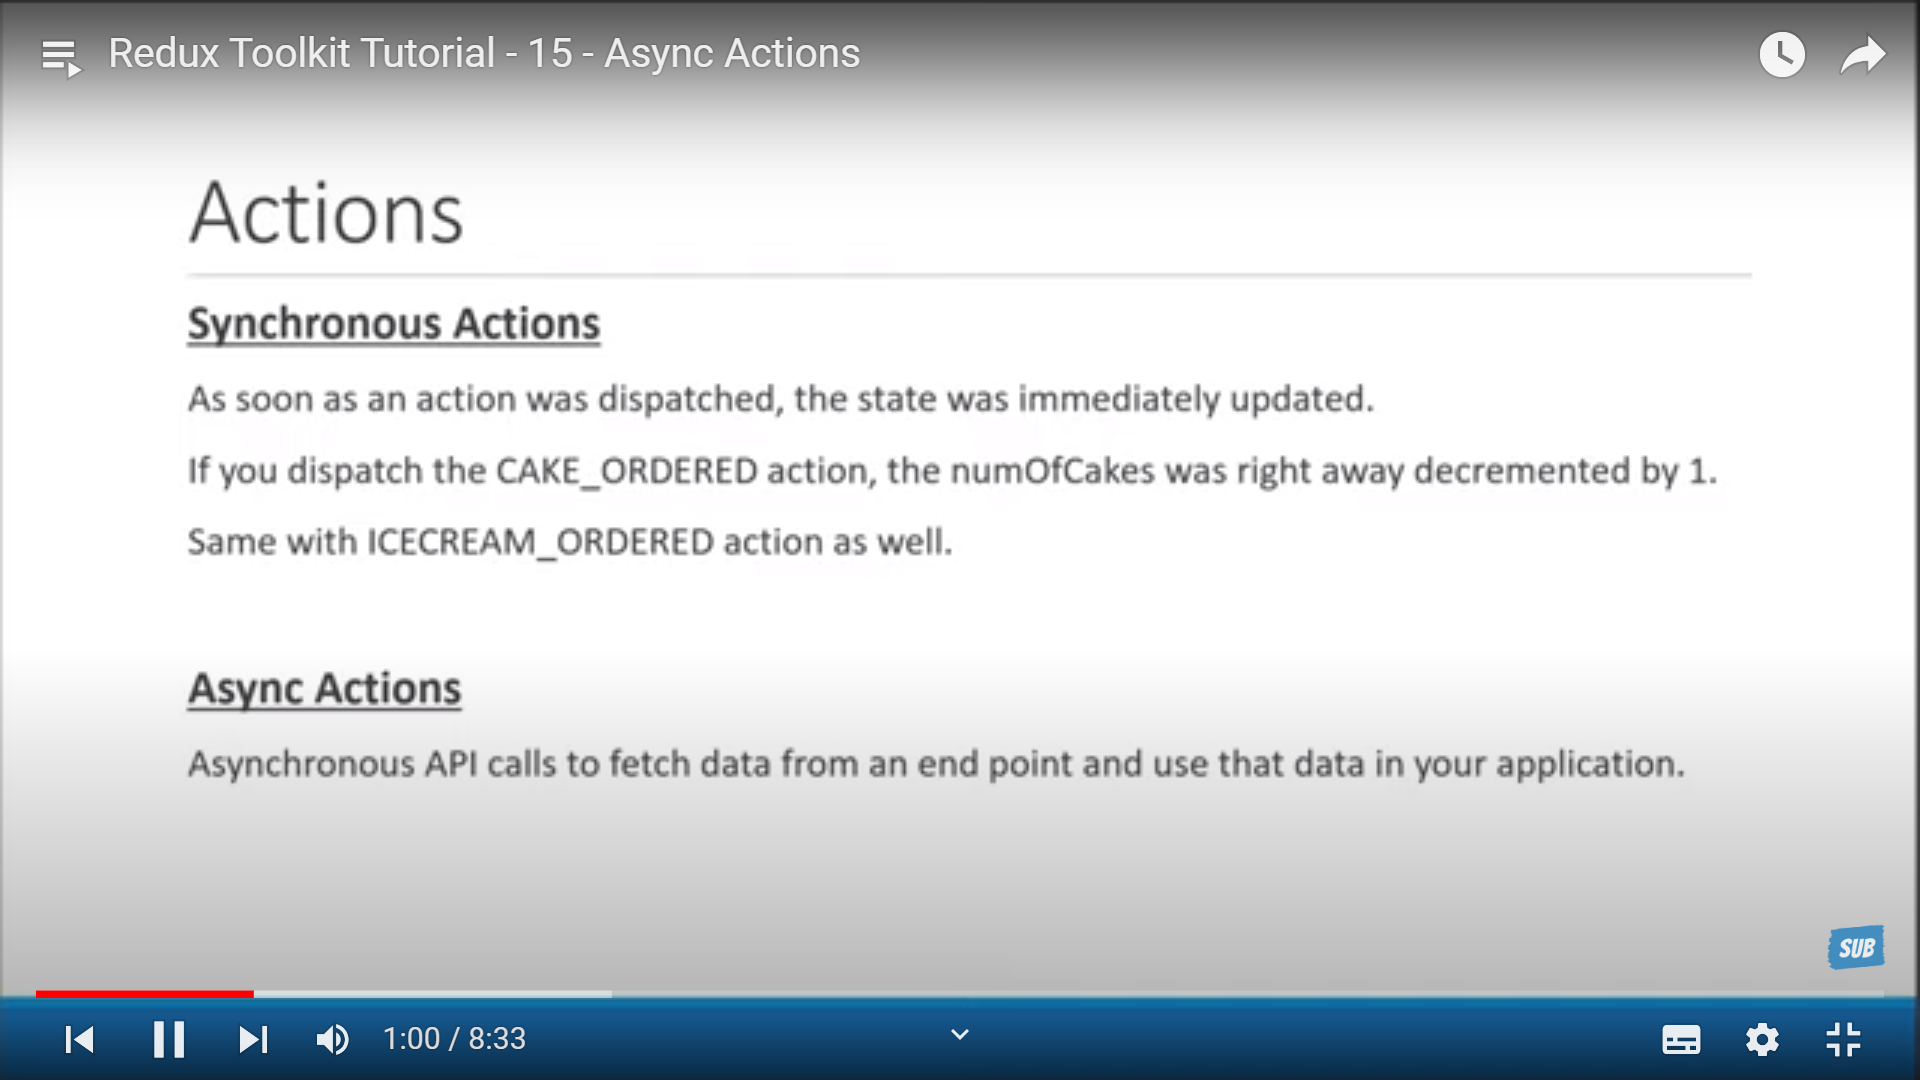 Redux Toolkit Tutorial - 15 - Async Actions
Actions
Synchronous Actions
As soon as an action was dispatched, the state was immediately updated.
If you dispatch the CAKE_ORDERED action, the numOfCakes was right away decremented by 1.
Same with ICECREAM_ORDERED action as well.
Async Actions
Asynchronous API calls to fetch data from an end point and use that data in your application.
SUB
1:00 / 8:33